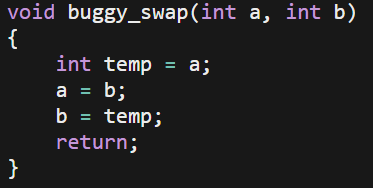 void buggy_swap(int a, int b)
{
    int temp = a;
    a = b;
    b = temp;
    return;
}